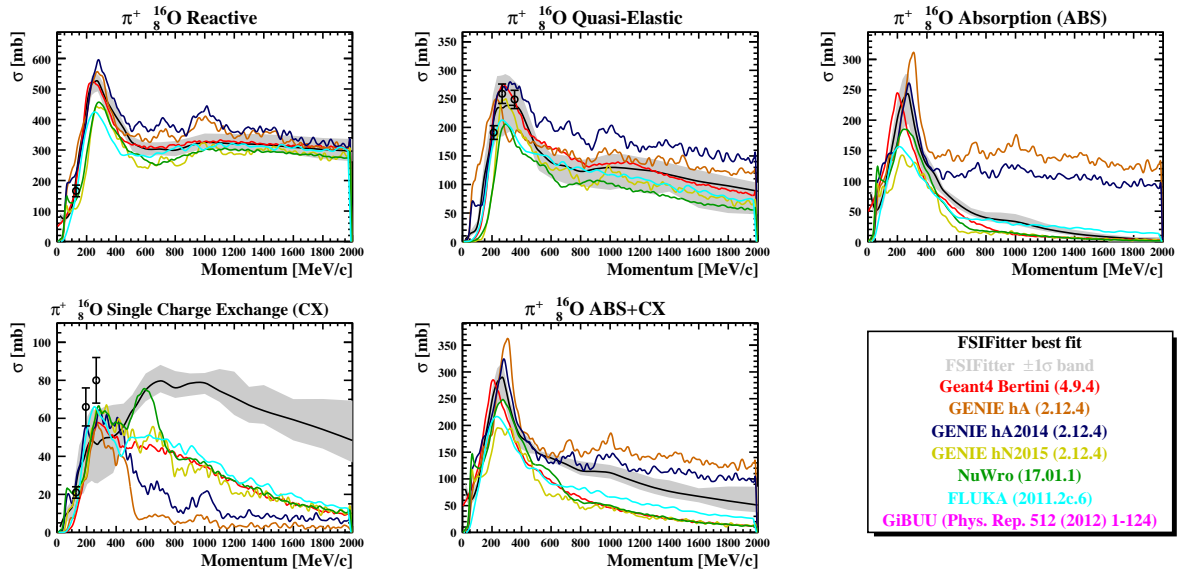 π⁺ ¹⁶₈O Reactive
σ [mb]
600
500
400
300
200
100
0
0 200 400 600 800 1000 1200 1400 1600 1800 2000
Momentum [MeV/c]
π⁺ ¹⁶₈O Quasi-Elastic
σ [mb]
350
300
250
200
150
100
50
0
0 200 400 600 800 1000 1200 1400 1600 1800 2000
Momentum [MeV/c]
π⁺ ¹⁶₈O Absorption (ABS)
σ [mb]
300
250
200
150
100
50
0
0 200 400 600 800 1000 1200 1400 1600 1800 2000
Momentum [MeV/c]
π⁺ ¹⁶₈O Single Charge Exchange (CX)
σ [mb]
100
80
60
40
20
0
0 200 400 600 800 1000 1200 1400 1600 1800 2000
Momentum [MeV/c]
π⁺ ¹⁶₈O ABS+CX
σ [mb]
350
300
250
200
150
100
50
0
0 200 400 600 800 1000 1200 1400 1600 1800 2000
Momentum [MeV/c]
FSIFitter best fit
FSIFitter ±1σ band
Geant4 Bertini (4.9.4)
GENIE hA (2.12.4)
GENIE hA2014 (2.12.4)
GENIE hN2015 (2.12.4)
NuWro (17.01.1)
FLUKA (2011.2c.6)
GiBUU (Phys. Rep. 512 (2012) 1-124)